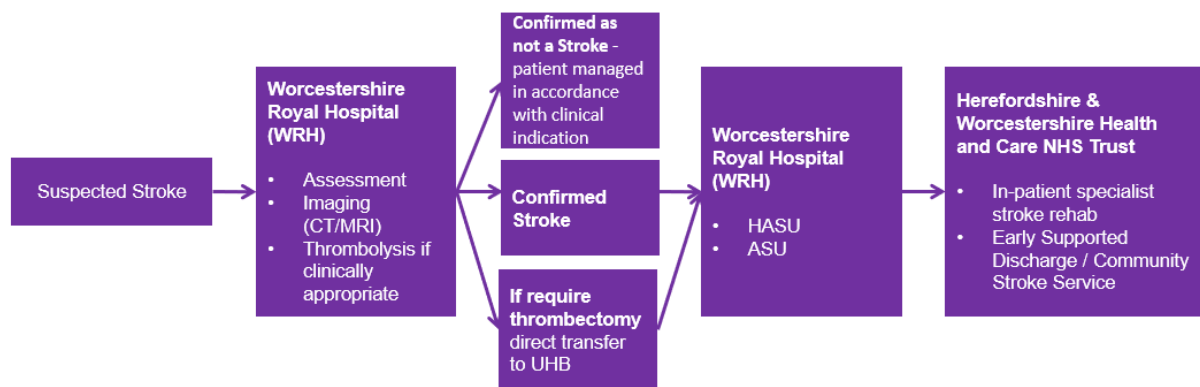 Suspected Stroke
Worcestershire
Royal Hospital
(WRH)
• Assessment
• Imaging
(CT/MRI)
• Thrombolysis if
clinically
appropriate
Confirmed as
not a Stroke -
patient managed
in accordance
with clinical
indication
Confirmed
Stroke
If require
thrombectomy
direct transfer
to UHB
Worcestershire
Royal Hospital
(WRH)
• HASU
• ASU
Herefordshire &
Worcestershire Health
and Care NHS Trust
• In-patient specialist
stroke rehab
• Early Supported
Discharge / Community
Stroke Service